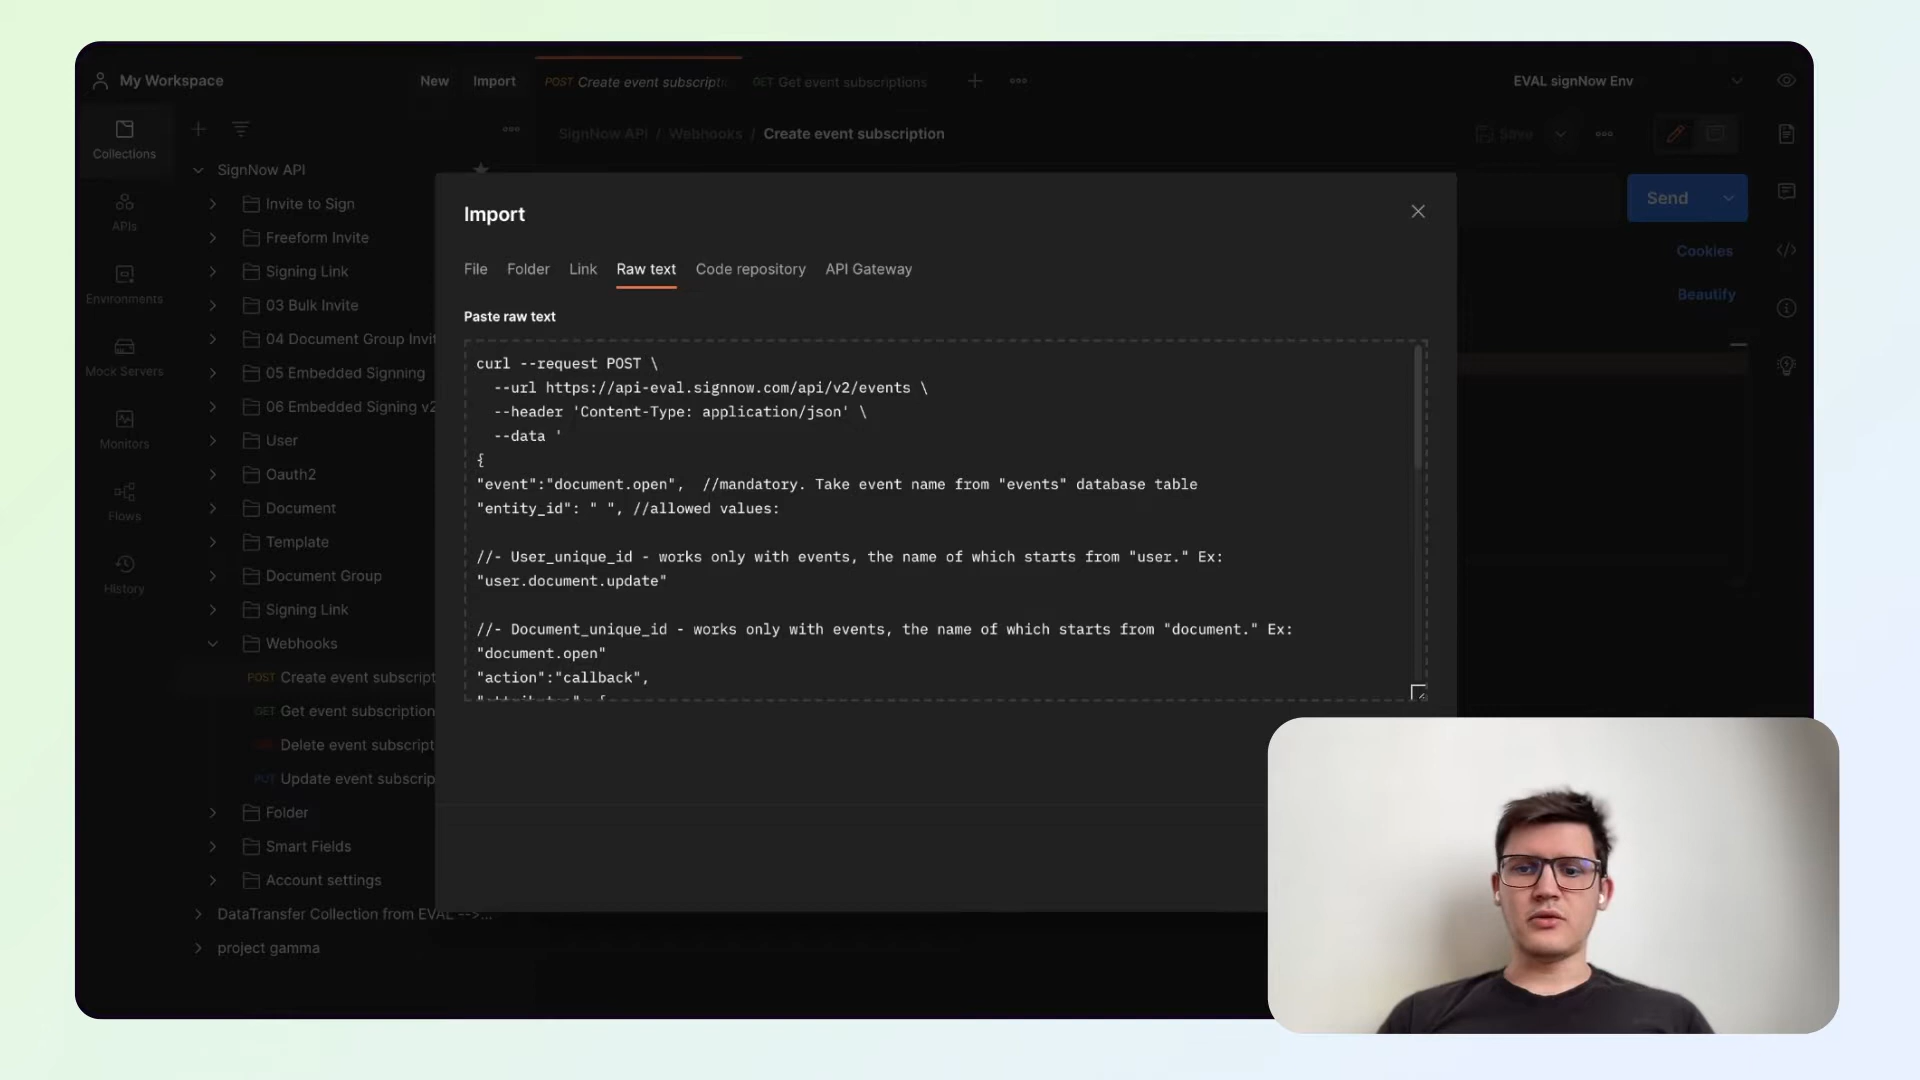 My Workspace
New
Import
POST Create event subscripti
GET Get event subscriptions
EVAL signNow Env
Collections
SignNow API / Webhooks / Create event subscription
Save
SignNow API
Invite to Sign
Freeform Invite
Signing Link
03 Bulk Invite
04 Document Group Invit
05 Embedded Signning
06 Embedded Signing v2
User
Oauth2
Document
Template
Document Group
Signing Link
Webhooks
POST Create event subscript
GET Get event subscription
Delete event subscript
PUT Update event subscrip
Folder
Smart Fields
Account settings
DataTransfer Collection from EVAL -->...
project gamma
APIs
Environments
Mock Servers
Monitors
Flows
History
Send
Cookies
Beautify
Import
File
Folder
Link
Raw text
Code repository
API Gateway
Paste raw text
curl --request POST \
--url https://api-eval.signnow.com/api/v2/events \
--header 'Content-Type: application/json' \
--data '
{
"event":"document.open", //mandatory. Take event name from "events" database table
"entity_id": " ", //allowed values:
//- User_unique_id - works only with events, the name of which starts from "user." Ex:
"user.document.update"
//- Document_unique_id - works only with events, the name of which starts from "document." Ex:
"document.open"
"action":"callback",